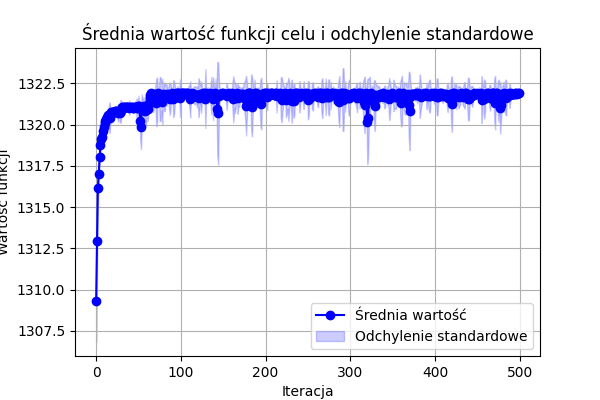 Średnia wartość funkcji celu i odchylenie standardowe
1322.5
1320.0
1317.5
1315.0
1312.5
1310.0
1307.5
Wartość funkcji
Średnia wartość
Odchylenie standardowe
0 100 200 300 400 500
Iteracja